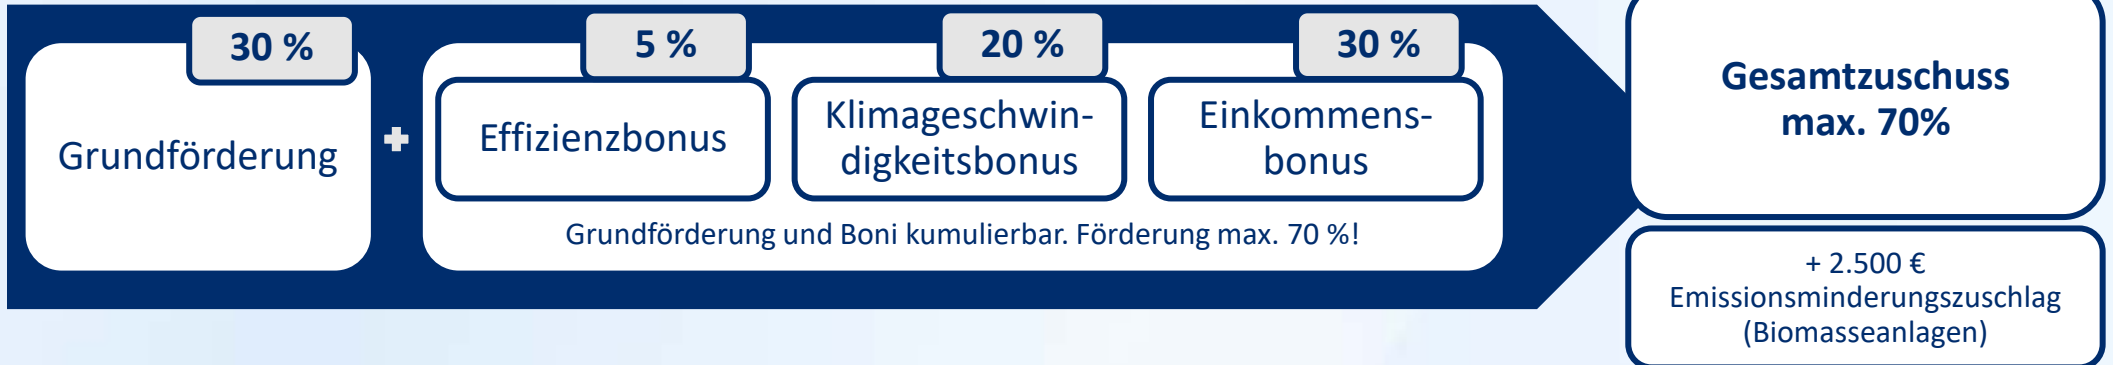 30 %
Grundförderung
+
5 %
Effizienzbonus
20 %
Klimageschwin-
digkeitsbonus
30 %
Einkommens-
bonus
Grundförderung und Boni kumulierbar. Förderung max. 70 %!
Gesamtzuschuss
max. 70%
+ 2.500 €
Emissionsminderungszuschlag
(Biomasseanlagen)